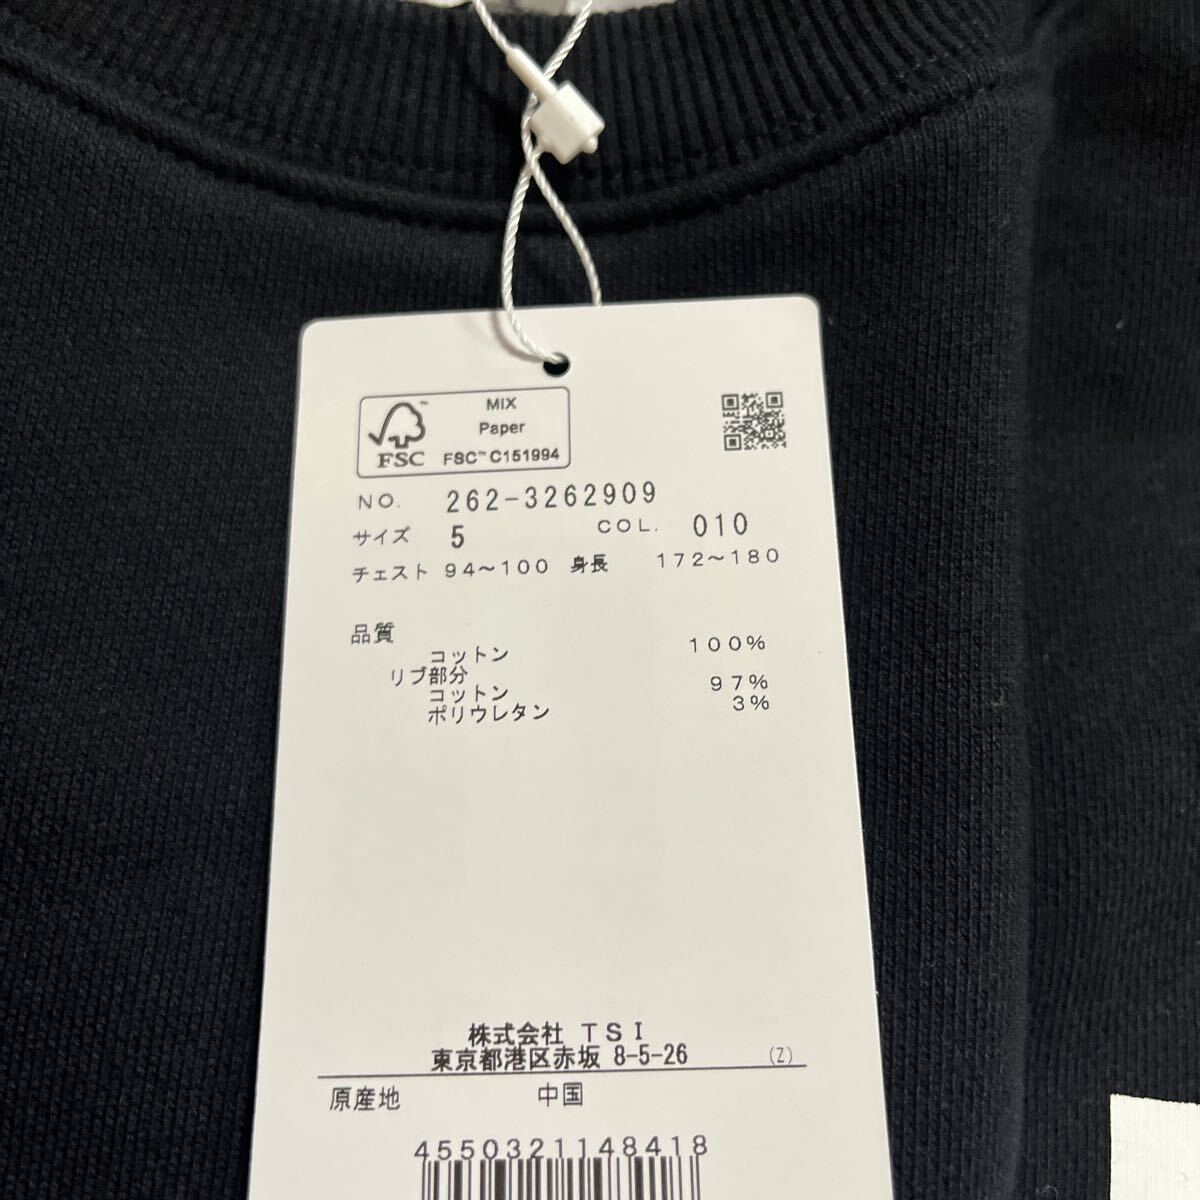 MIX
Paper
FSC™ C151994
FSC™
NO. 262-3262909
サイズ 5 COL. 010
チェスト 94～100 身長 172～180
品質
コットン 100%
リブ部分
コットン 97%
ポリウレタン 3%
株式会社 TSI
東京都港区赤坂 8-5-26 (Z)
原産地 中国
4550321148418